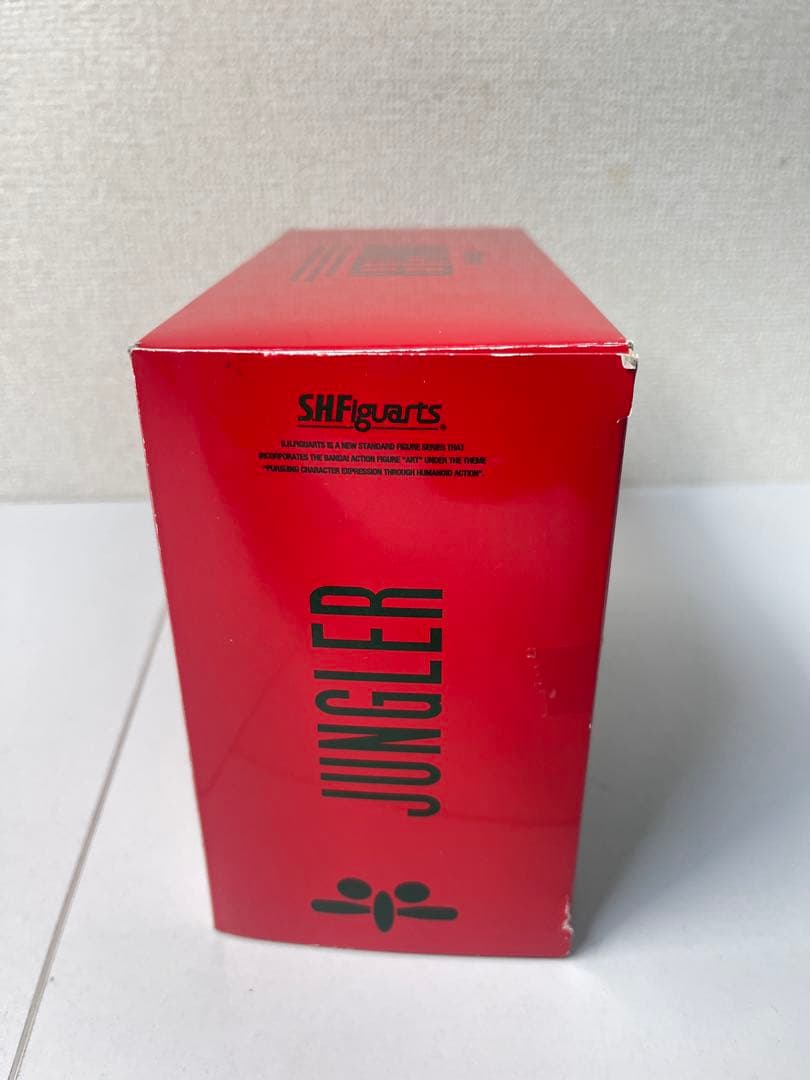 S.H.Figuarts
S.H.FIGUARTS IS A NEW STANDARD FIGURE SERIES THAT
INCORPORATES THE BANDAI ACTION FIGURE "ART" UNDER THE THEME
"PURSUING CHARACTER EXPRESSION THROUGH HUMANOID ACTION".
JUNGLER